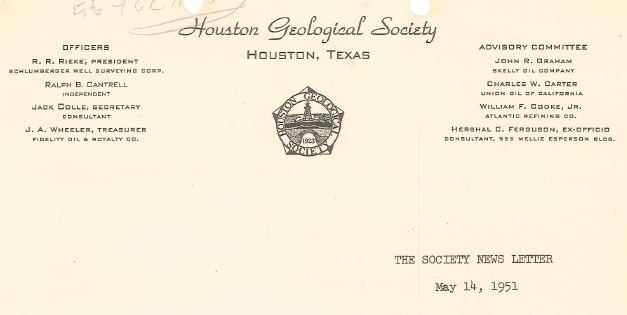 Houston Geological Society
HOUSTON, TEXAS
OFFICERS
R. R. RIEKE, PRESIDENT
SCHLUMBERGER WELL SURVEYING CORP.
RALPH B. CANTRELL
INDEPENDENT
JACK COLLE, SECRETARY
CONSULTANT
J. A. WHEELER, TREASURER
FIDELITY OIL & ROYALTY CO.
ADVISORY COMMITTEE
JOHN R. GRAHAM
SKELLY OIL COMPANY
CHARLES W. CARTER
UNION OIL OF CALIFORNIA
WILLIAM F. COOKE, JR.
ATLANTIC REFINING CO.
HERSHAL C. FERGUSON, EX-OFFICIO
CONSULTANT, 935 MELLIE ESPERSON BLDG.
HOUSTON GEOLOGICAL SOCIETY
1923
THE SOCIETY NEWS LETTER
May 14, 1951